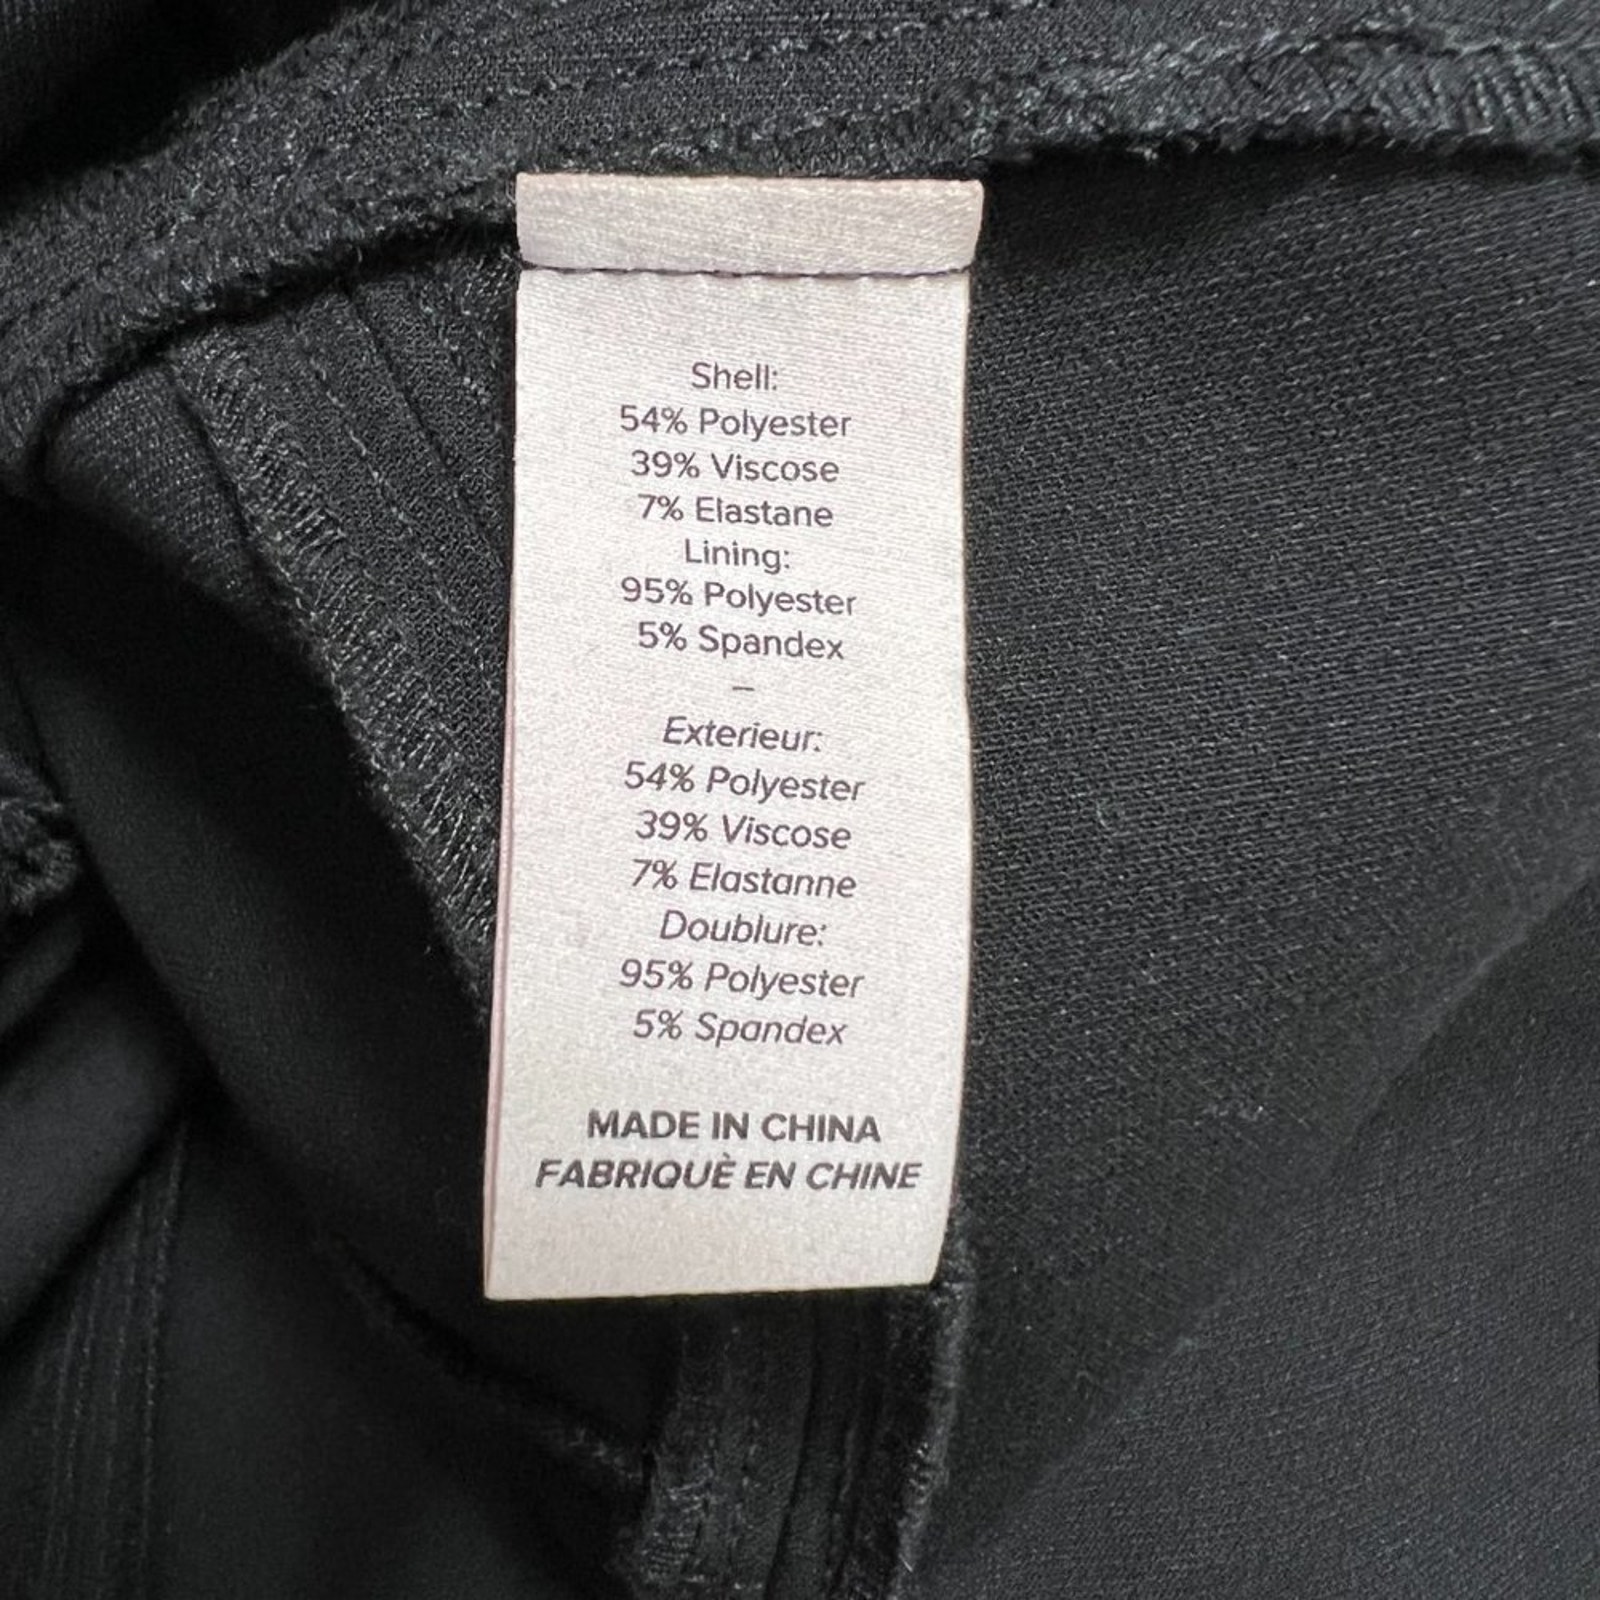 Shell:
54% Polyester
39% Viscose
7% Elastane
Lining:
95% Polyester
5% Spandex
–
Exterieur:
54% Polyester
39% Viscose
7% Elastanne
Doublure:
95% Polyester
5% Spandex
MADE IN CHINA
FABRIQUÈ EN CHINE